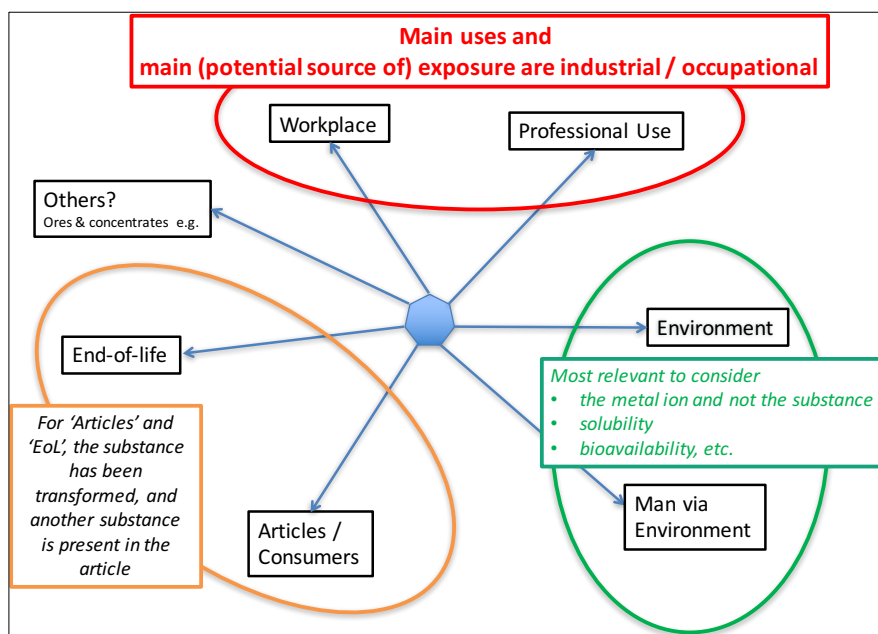 Main uses and
main (potential source of) exposure are industrial / occupational
Workplace
Professional Use
Others?
Ores & concentrates e.g.
Environment
End-of-life
Most relevant to consider
• the metal ion and not the substance
• solubility
• bioavailability, etc.
For ‘Articles’ and
‘EoL’, the substance
has been
transformed, and
another substance
is present in the
article
Articles /
Consumers
Man via
Environment